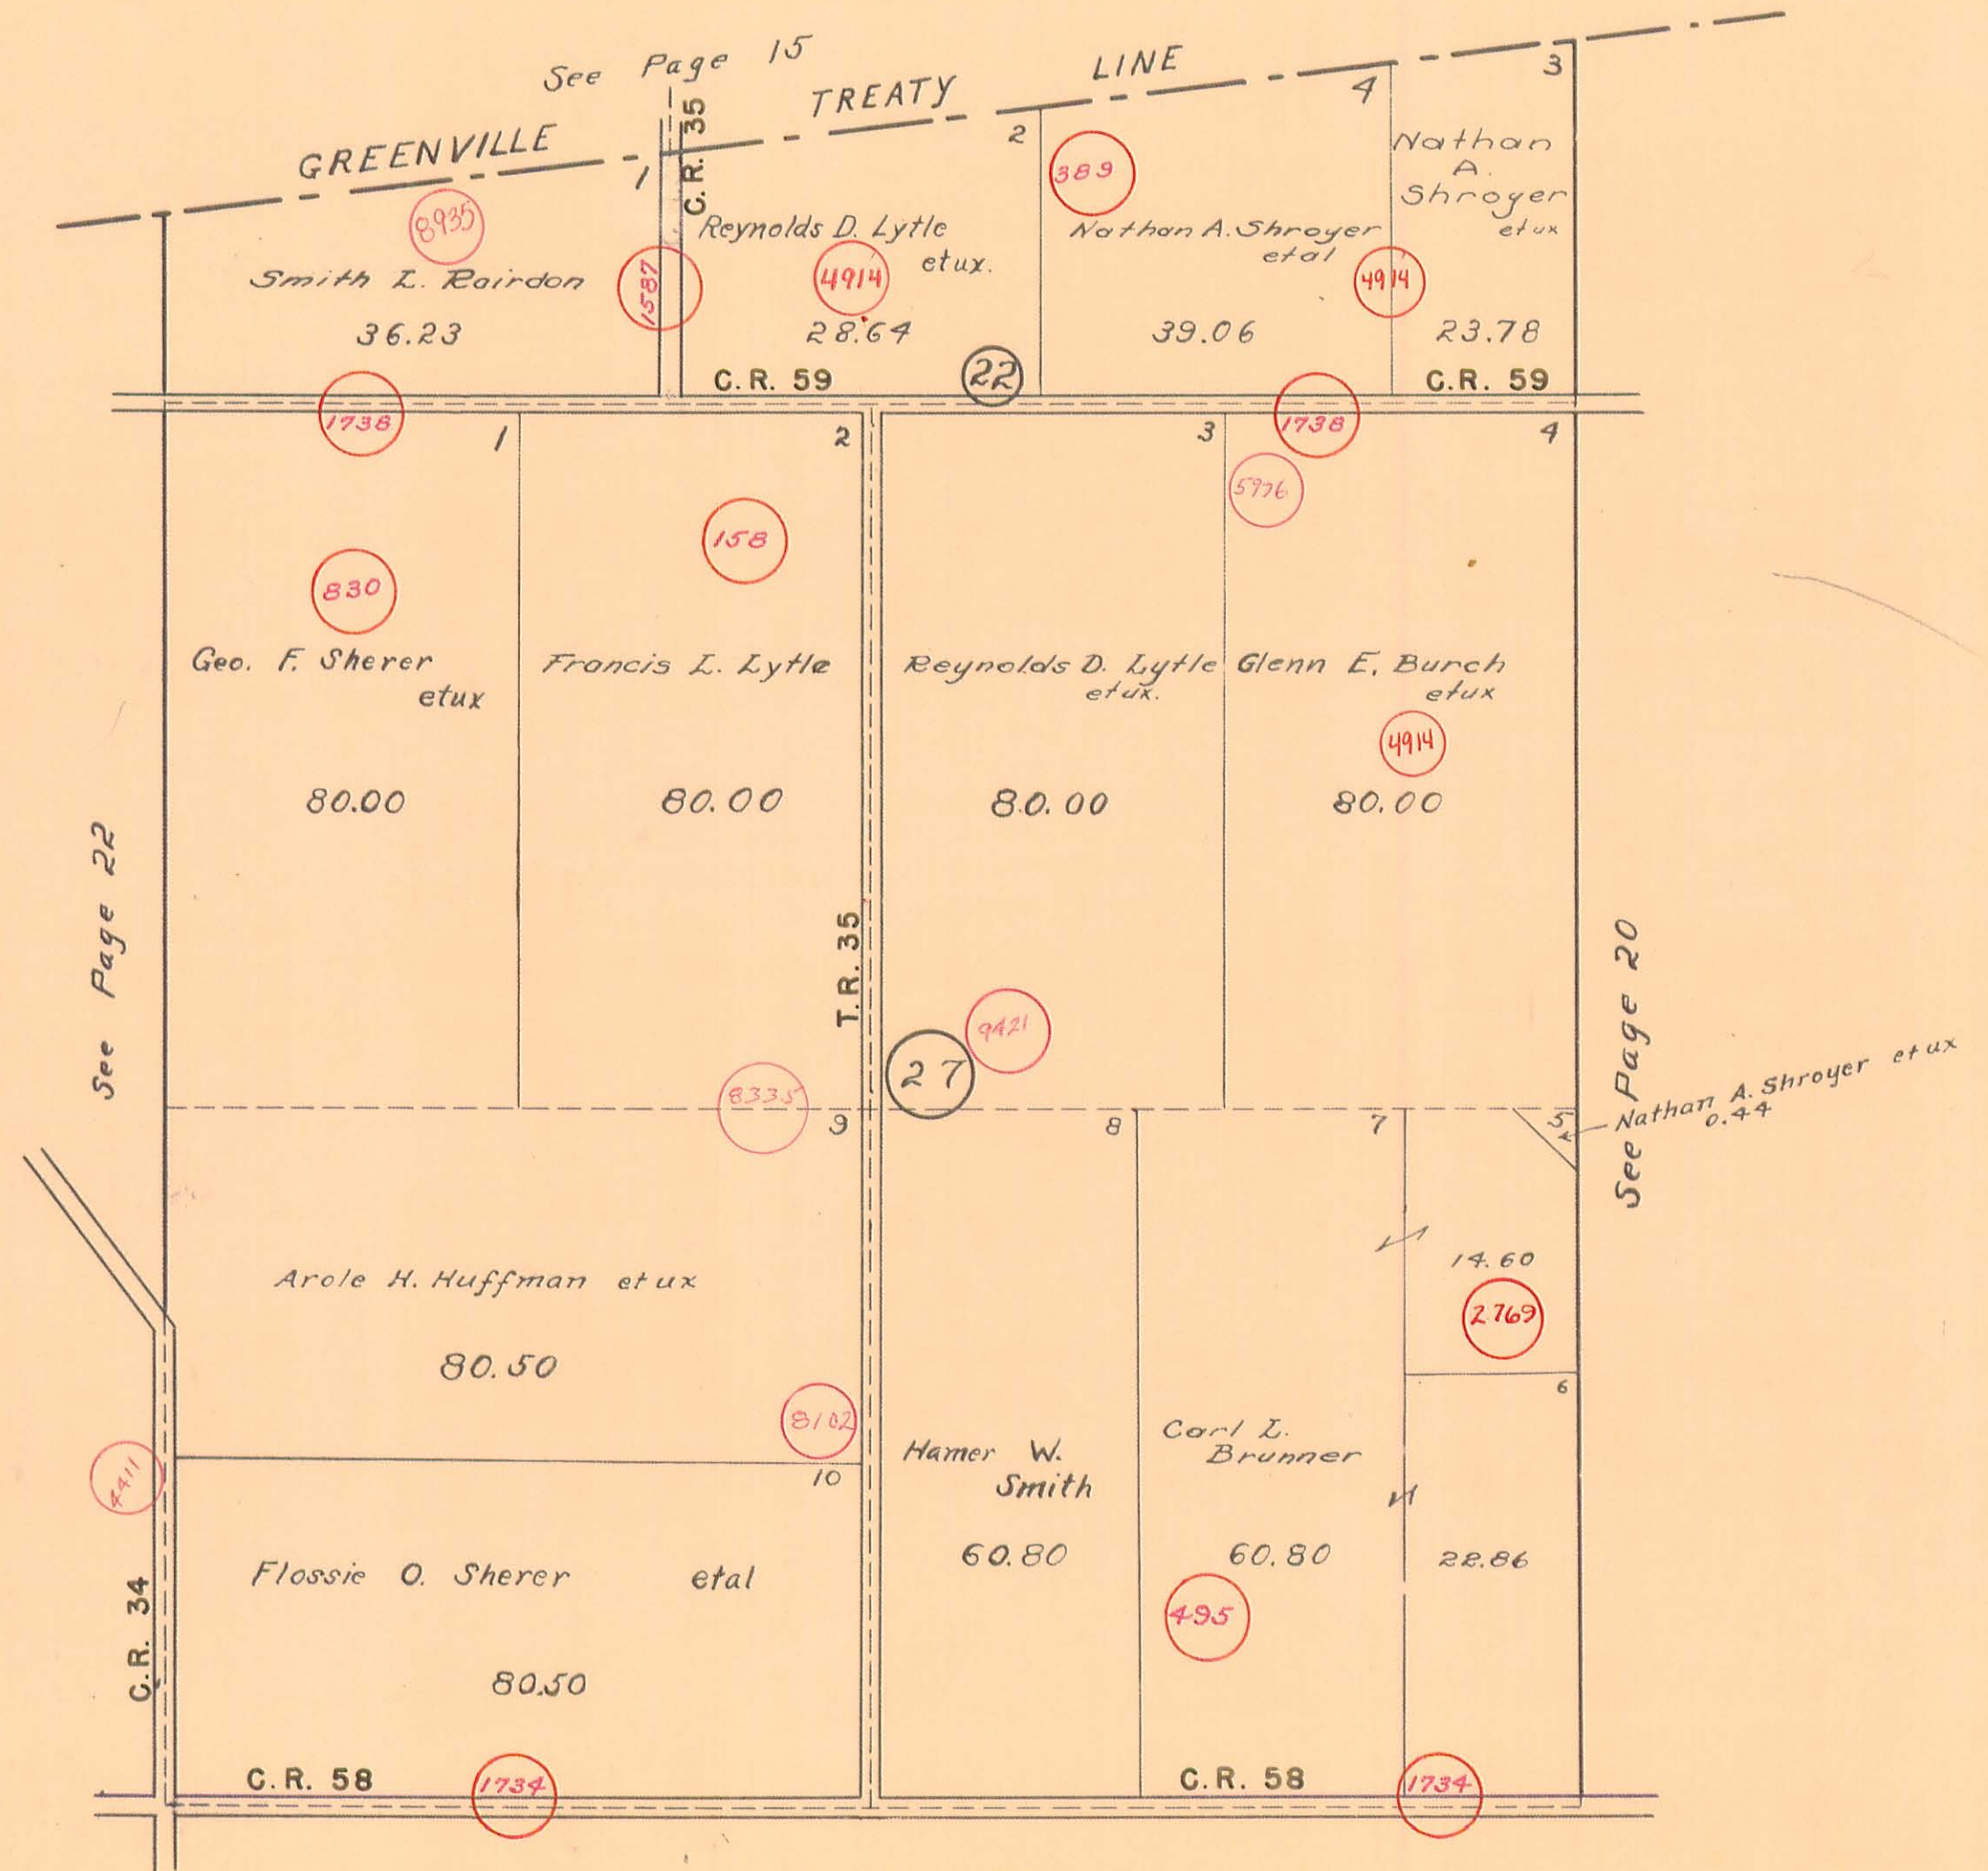 See Page 15
GREENVILLE TREATY LINE
C.R. 35
1
2
4
3
8935
Smith L. Rairdon
36.23
1587
Reynolds D. Lytle
etux.
4914
28.64
22
389
Nathan A. Shroyer
etal
39.06
4914
Nathan
A.
Shroyer
etux
23.78
C.R. 59
C.R. 59
1738
1738
1
2
3
4
830
Geo. F. Sherer
etux
80.00
158
Francis L. Lytle
80.00
Reynolds D. Lytle
etux.
80.00
5976
Glenn E. Burch
etux
4914
80.00
See Page 22
T.R. 35
See Page 20
9421
27
8335
9
8
7
5
Nathan A. Shroyer etux
0.44
Arole H. Huffman etux
80.50
8102
14.60
2769
6
4411
10
Hamer W.
Smith
60.80
Carl L.
Brunner
60.80
495
22.86
Flossie O. Sherer etal
80.50
C.R. 34
C.R. 58
1734
C.R. 58
1734